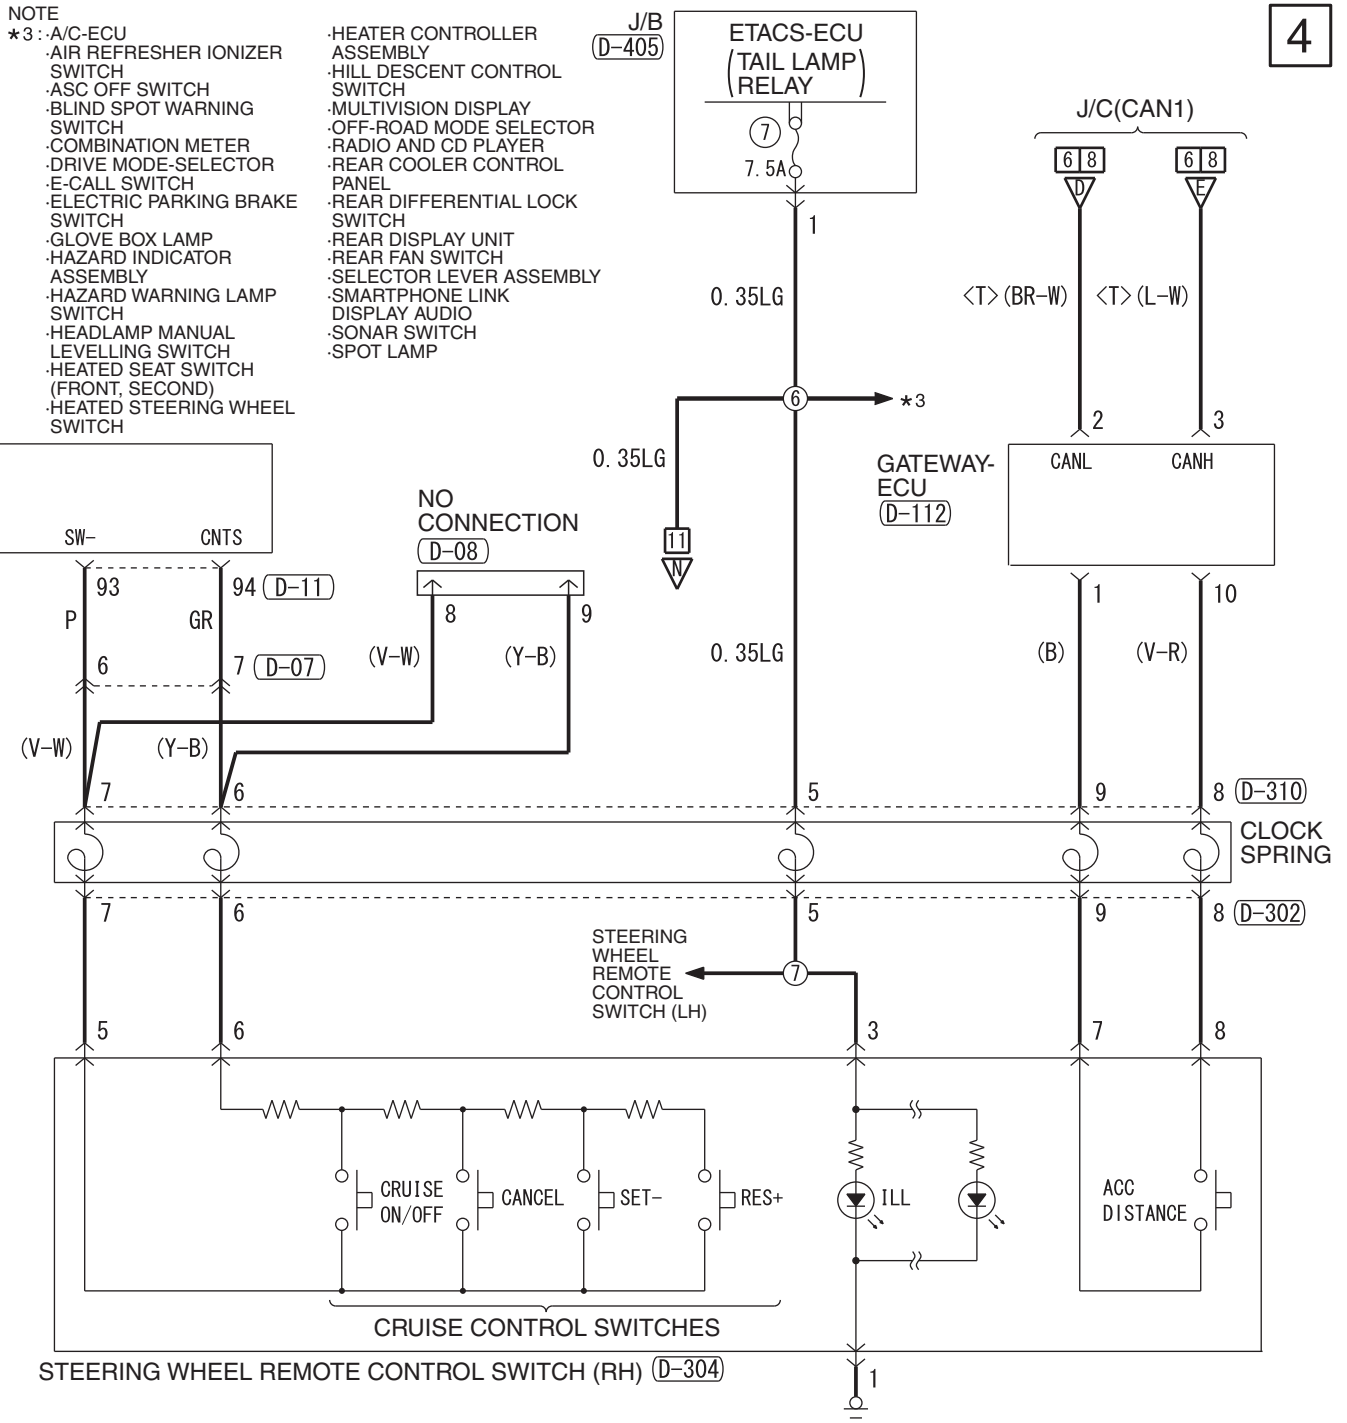 NOTE
*3:·A/C-ECU
·AIR REFRESHER IONIZER
SWITCH
·ASC OFF SWITCH
·BLIND SPOT WARNING
SWITCH
·COMBINATION METER
·DRIVE MODE-SELECTOR
·E-CALL SWITCH
·ELECTRIC PARKING BRAKE
SWITCH
·GLOVE BOX LAMP
·HAZARD INDICATOR
ASSEMBLY
·HAZARD WARNING LAMP
SWITCH
·HEADLAMP MANUAL
LEVELLING SWITCH
·HEATED SEAT SWITCH
(FRONT, SECOND)
·HEATED STEERING WHEEL
SWITCH
·HEATER CONTROLLER
ASSEMBLY
·HILL DESCENT CONTROL
SWITCH
·MULTIVISION DISPLAY
·OFF-ROAD MODE SELECTOR
·RADIO AND CD PLAYER
·REAR COOLER CONTROL
PANEL
·REAR DIFFERENTIAL LOCK
SWITCH
·REAR DISPLAY UNIT
·REAR FAN SWITCH
·SELECTOR LEVER ASSEMBLY
·SMARTPHONE LINK
DISPLAY AUDIO
·SONAR SWITCH
·SPOT LAMP
J/B
D-405
ETACS-ECU
(TAIL LAMP
RELAY)
7
7.5A
1
4
J/C(CAN1)
6 8
D
6 8
E
0.35LG
<T>(BR-W)
<T>(L-W)
6
*3
0.35LG
11
N
2
3
GATEWAY-
ECU
D-112
CANL
CANH
1
10
SW-
CNTS
93
94
D-11
P
GR
6
7
D-07
NO
CONNECTION
D-08
8
9
(V-W)
(Y-B)
0.35LG
(B)
(V-R)
(V-W)
(Y-B)
7
6
5
9
8
D-310
CLOCK
SPRING
7
6
5
9
8
D-302
STEERING
WHEEL
REMOTE
CONTROL
SWITCH (LH)
7
5
6
3
7
8
CRUISE
ON/OFF
CANCEL
SET-
RES+
ILL
ACC
DISTANCE
CRUISE CONTROL SWITCHES
STEERING WHEEL REMOTE CONTROL SWITCH (RH)
D-304
1